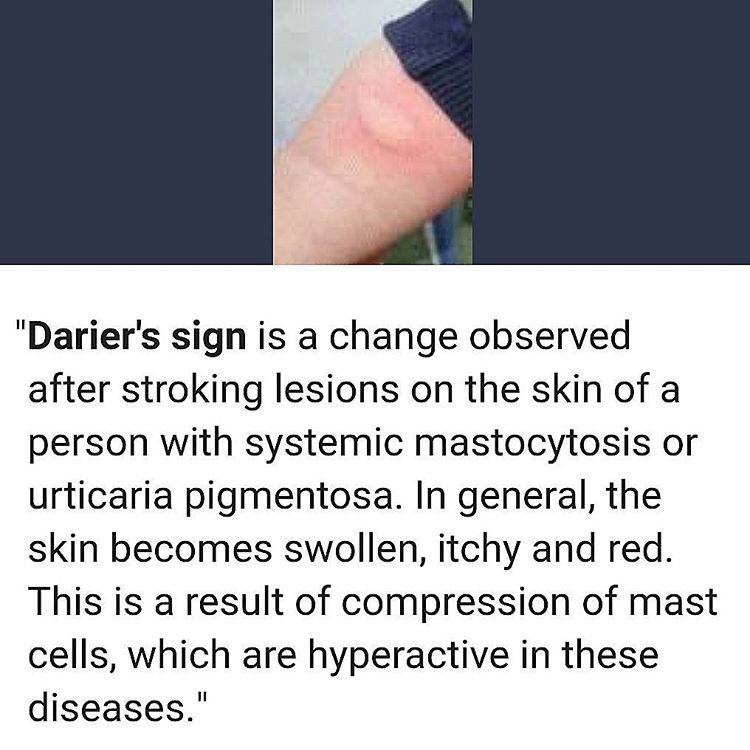 "Darier's sign is a change observed
after stroking lesions on the skin of a
person with systemic mastocytosis or
urticaria pigmentosa. In general, the
skin becomes swollen, itchy and red.
This is a result of compression of mast
cells, which are hyperactive in these
diseases."